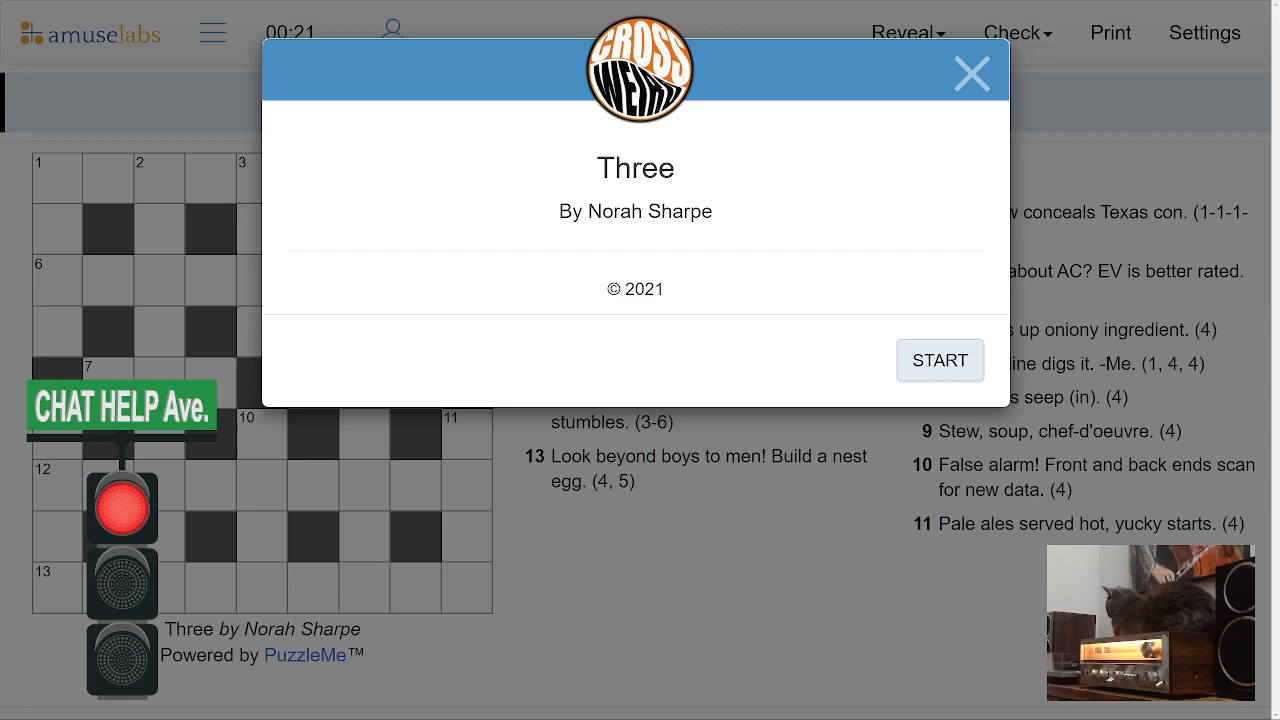 amuselabs
00:21
Reveal
Check
Print
Settings
CROSS
WEIRD
Three
By Norah Sharpe
© 2021
START
1
2
3
6
7
10
11
12
13
CHAT HELP Ave.
Three by Norah Sharpe
Powered by PuzzleMe™
stumbles. (3-6)
13 Look beyond boys to men! Build a nest
egg. (4, 5)
conceals Texas con. (1-1-1-
about AC? EV is better rated.
up oniony ingredient. (4)
digs it. -Me. (1, 4, 4)
seep (in). (4)
9 Stew, soup, chef-d'oeuvre. (4)
10 False alarm! Front and back ends scan
for new data. (4)
11 Pale ales served hot, yucky starts. (4)